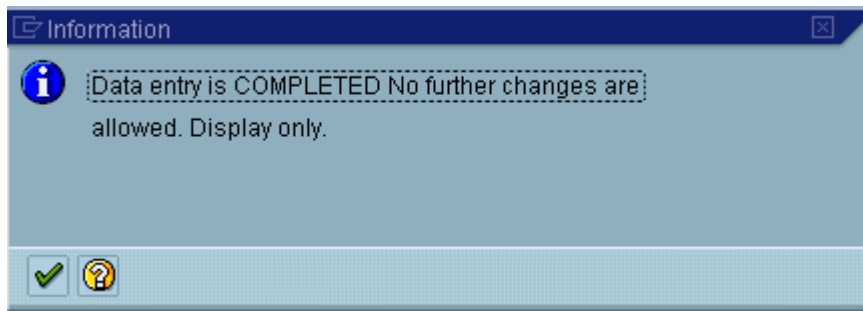 Information
Data entry is COMPLETED No further changes are
allowed. Display only.